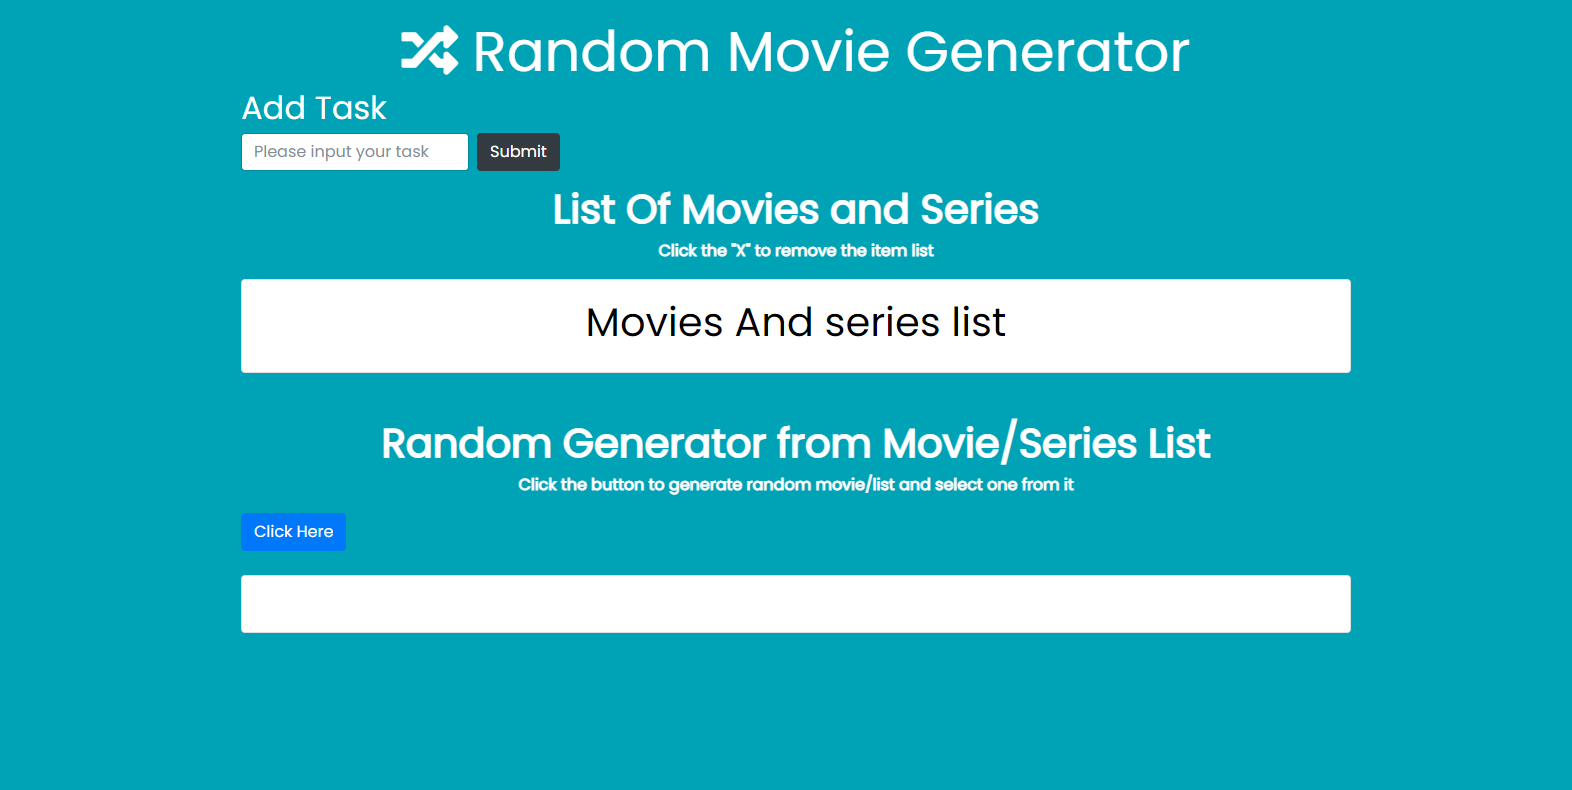 Random Movie Generator
Add Task
Please input your task
Submit
List Of Movies and Series
Click the "X" to remove the item list
Movies And series list
Random Generator from Movie/Series List
Click the button to generate random movie/list and select one from it
Click Here